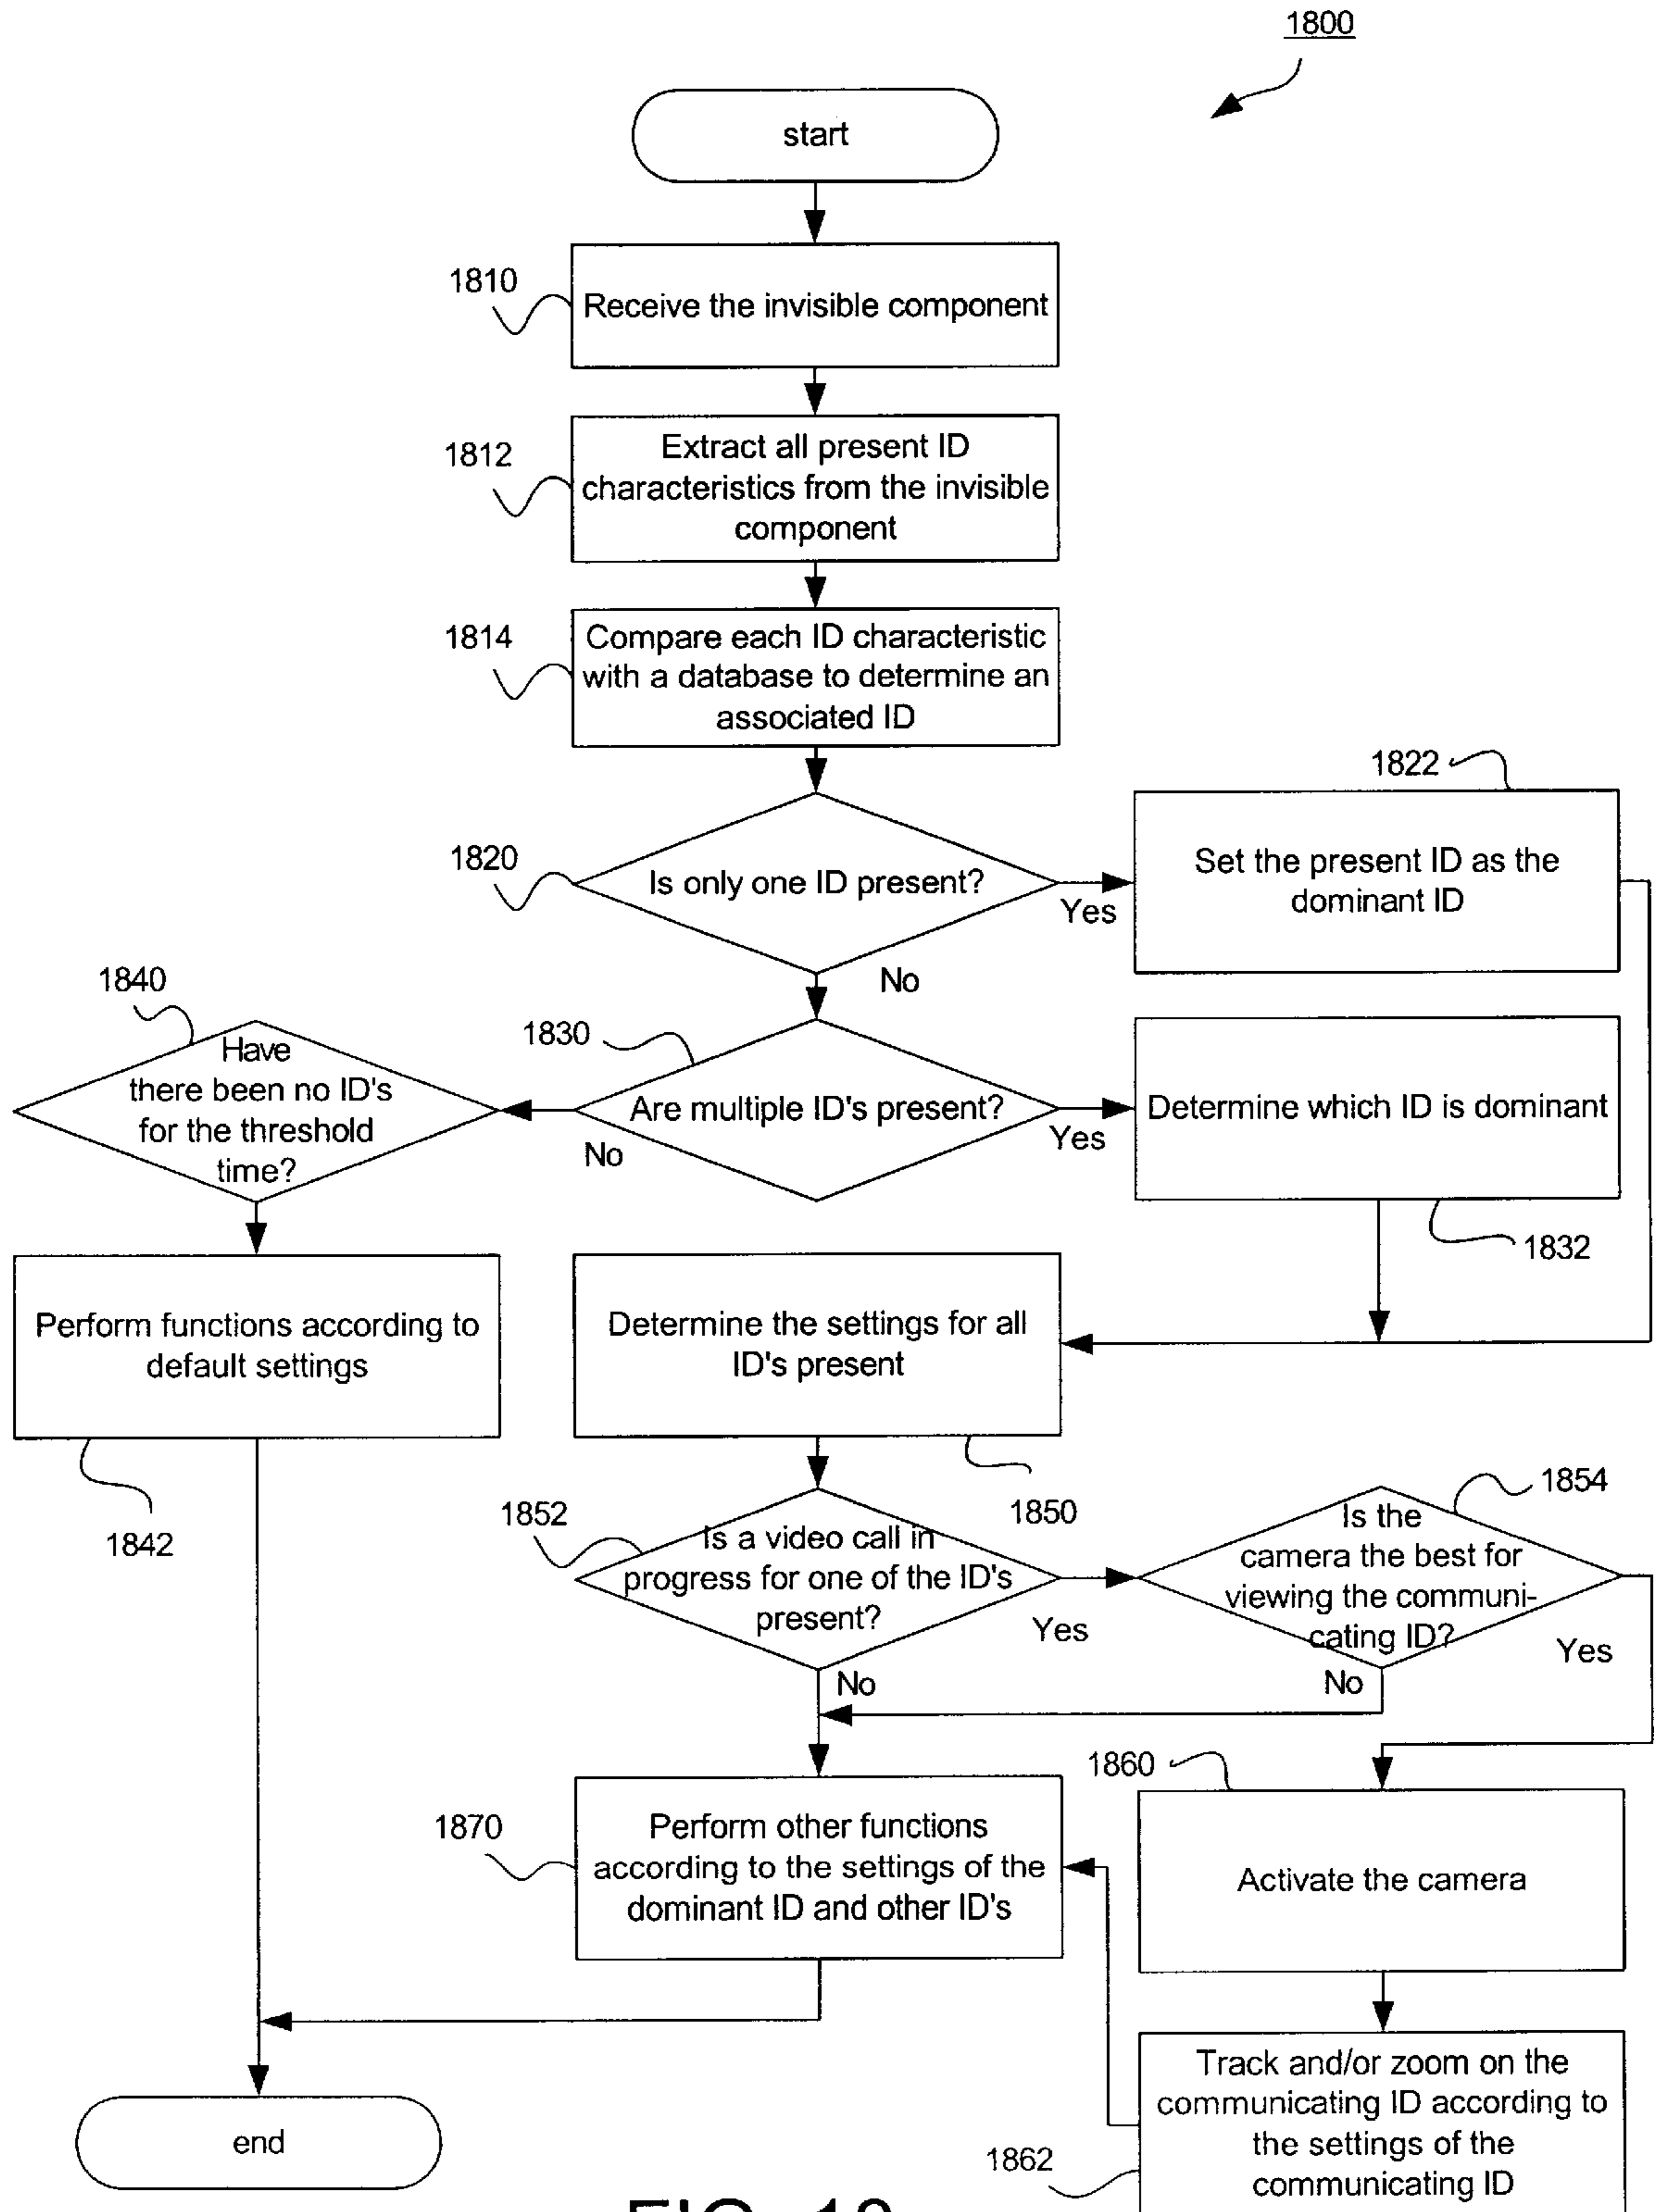 1800
start
1810
Receive the invisible component
1812
Extract all present ID
characteristics from the invisible
component
1814
Compare each ID characteristic
with a database to determine an
associated ID
1822
1820
Is only one ID present?
Yes
Set the present ID as the
dominant ID
No
1840
Have
there been no ID's
for the threshold
time?
1830
Are multiple ID's present?
No
Yes
Determine which ID is dominant
1832
Perform functions according to
default settings
1842
Determine the settings for all
ID's present
1850
1852
Is a video call in
progress for one of the ID's
present?
Yes
No
1854
Is the
camera the best for
viewing the communi-
cating ID?
Yes
No
1860
Activate the camera
1870
Perform other functions
according to the settings of the
dominant ID and other ID's
1862
Track and/or zoom on the
communicating ID according to
the settings of the
communicating ID
end